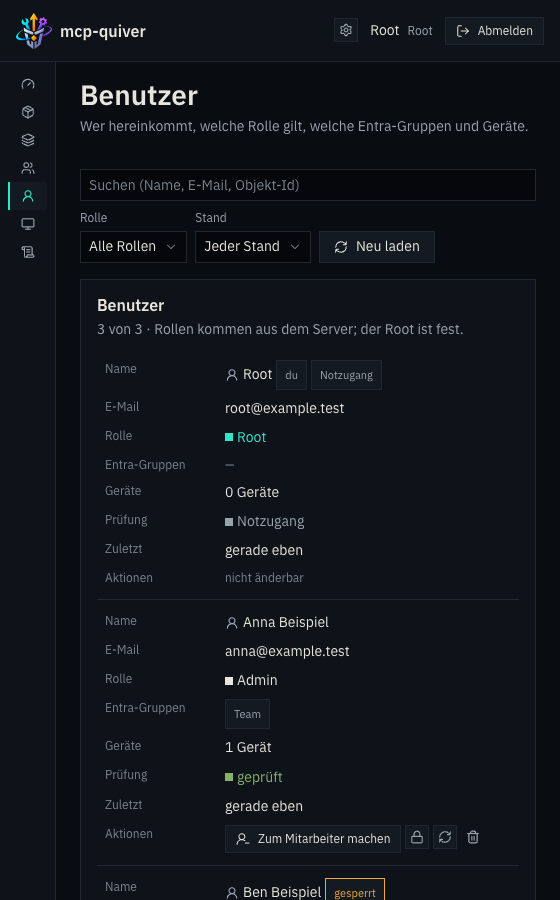 mcp-quiver
Root Root Abmelden
Benutzer
Wer hereinkommt, welche Rolle gilt, welche Entra-Gruppen und Geräte.
Suchen (Name, E-Mail, Objekt-Id)
Rolle Stand
Alle Rollen Jeder Stand Neu laden
Benutzer
3 von 3 · Rollen kommen aus dem Server; der Root ist fest.
Name Root du Notzugang
E-Mail root@example.test
Rolle Root
Entra-Gruppen —
Geräte 0 Geräte
Prüfung Notzugang
Zuletzt gerade eben
Aktionen nicht änderbar
Name Anna Beispiel
E-Mail anna@example.test
Rolle Admin
Entra-Gruppen Team
Geräte 1 Gerät
Prüfung geprüft
Zuletzt gerade eben
Aktionen Zum Mitarbeiter machen
Name Ben Beispiel gesperrt